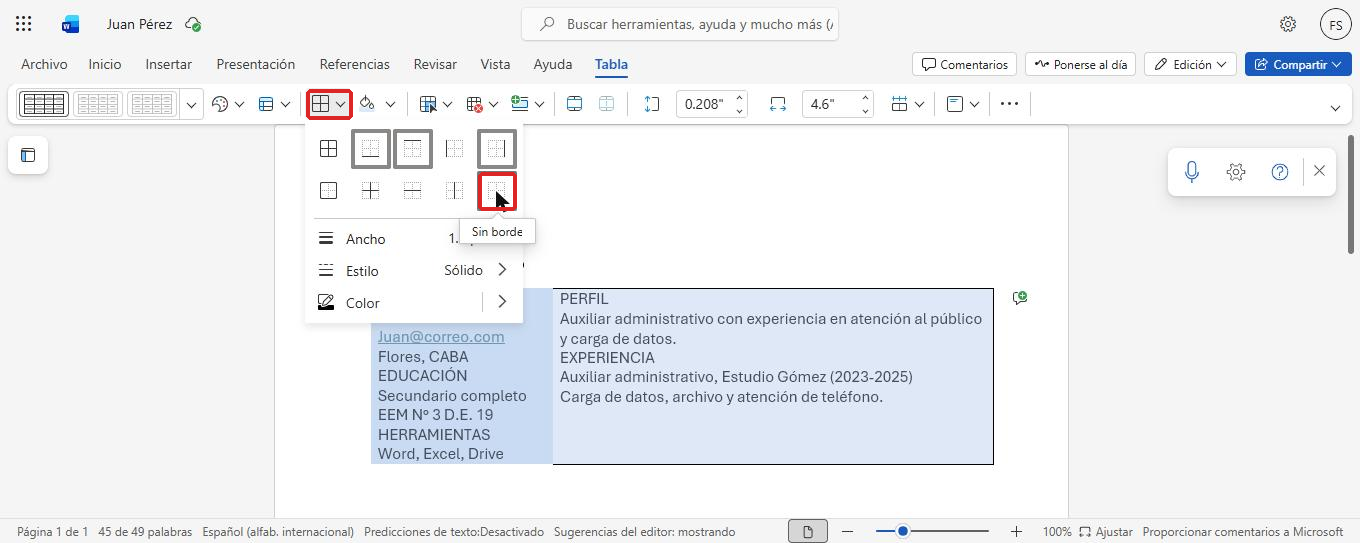 Juan Pérez
Buscar herramientas, ayuda y mucho más (A
FS
Archivo Inicio Insertar Presentación Referencias Revisar Vista Ayuda Tabla
Comentarios Ponerse al día Edición Compartir
0.208" 4.6"
Ancho 1.
Sin borde
Estilo Sólido
Color
Juan@correo.com
Flores, CABA
EDUCACIÓN
Secundario completo
EEM Nº 3 D.E. 19
HERRAMIENTAS
Word, Excel, Drive
PERFIL
Auxiliar administrativo con experiencia en atención al público
y carga de datos.
EXPERIENCIA
Auxiliar administrativo, Estudio Gómez (2023-2025)
Carga de datos, archivo y atención de teléfono.
Página 1 de 1 45 de 49 palabras Español (alfab. internacional) Predicciones de texto:Desactivado Sugerencias del editor: mostrando 100% Ajustar Proporcionar comentarios a Microsoft